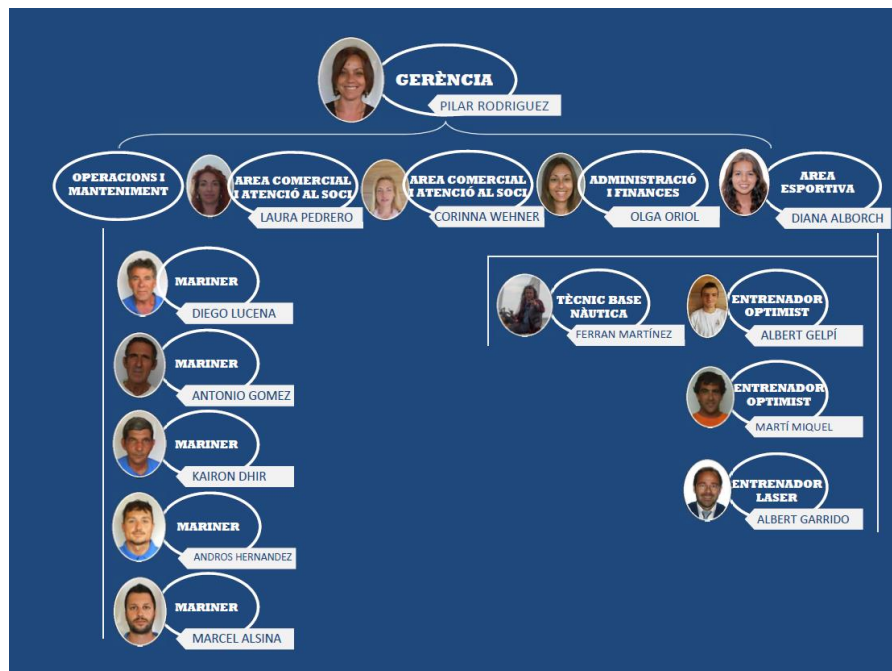 GERÈNCIA
PILAR RODRIGUEZ
OPERACIONS I
MANTENIMENT
AREA COMERCIAL
I ATENCIÓ AL SOCI
LAURA PEDRERO
AREA COMERCIAL
I ATENCIÓ AL SOCI
CORINNA WEHNER
ADMINISTRACIÓ
I FINANCES
OLGA ORIOL
AREA
ESPORTIVA
DIANA ALBORCH
MARINER
DIEGO LUCENA
MARINER
ANTONIO GOMEZ
MARINER
KAIRON DHIR
MARINER
ANDROS HERNANDEZ
MARINER
MARCEL ALSINA
TÈCNIC BASE
NÀUTICA
FERRAN MARTÍNEZ
ENTRENADOR
OPTIMIST
ALBERT GELPÍ
ENTRENADOR
OPTIMIST
MARTÍ MIQUEL
ENTRENADOR
LASER
ALBERT GARRIDO